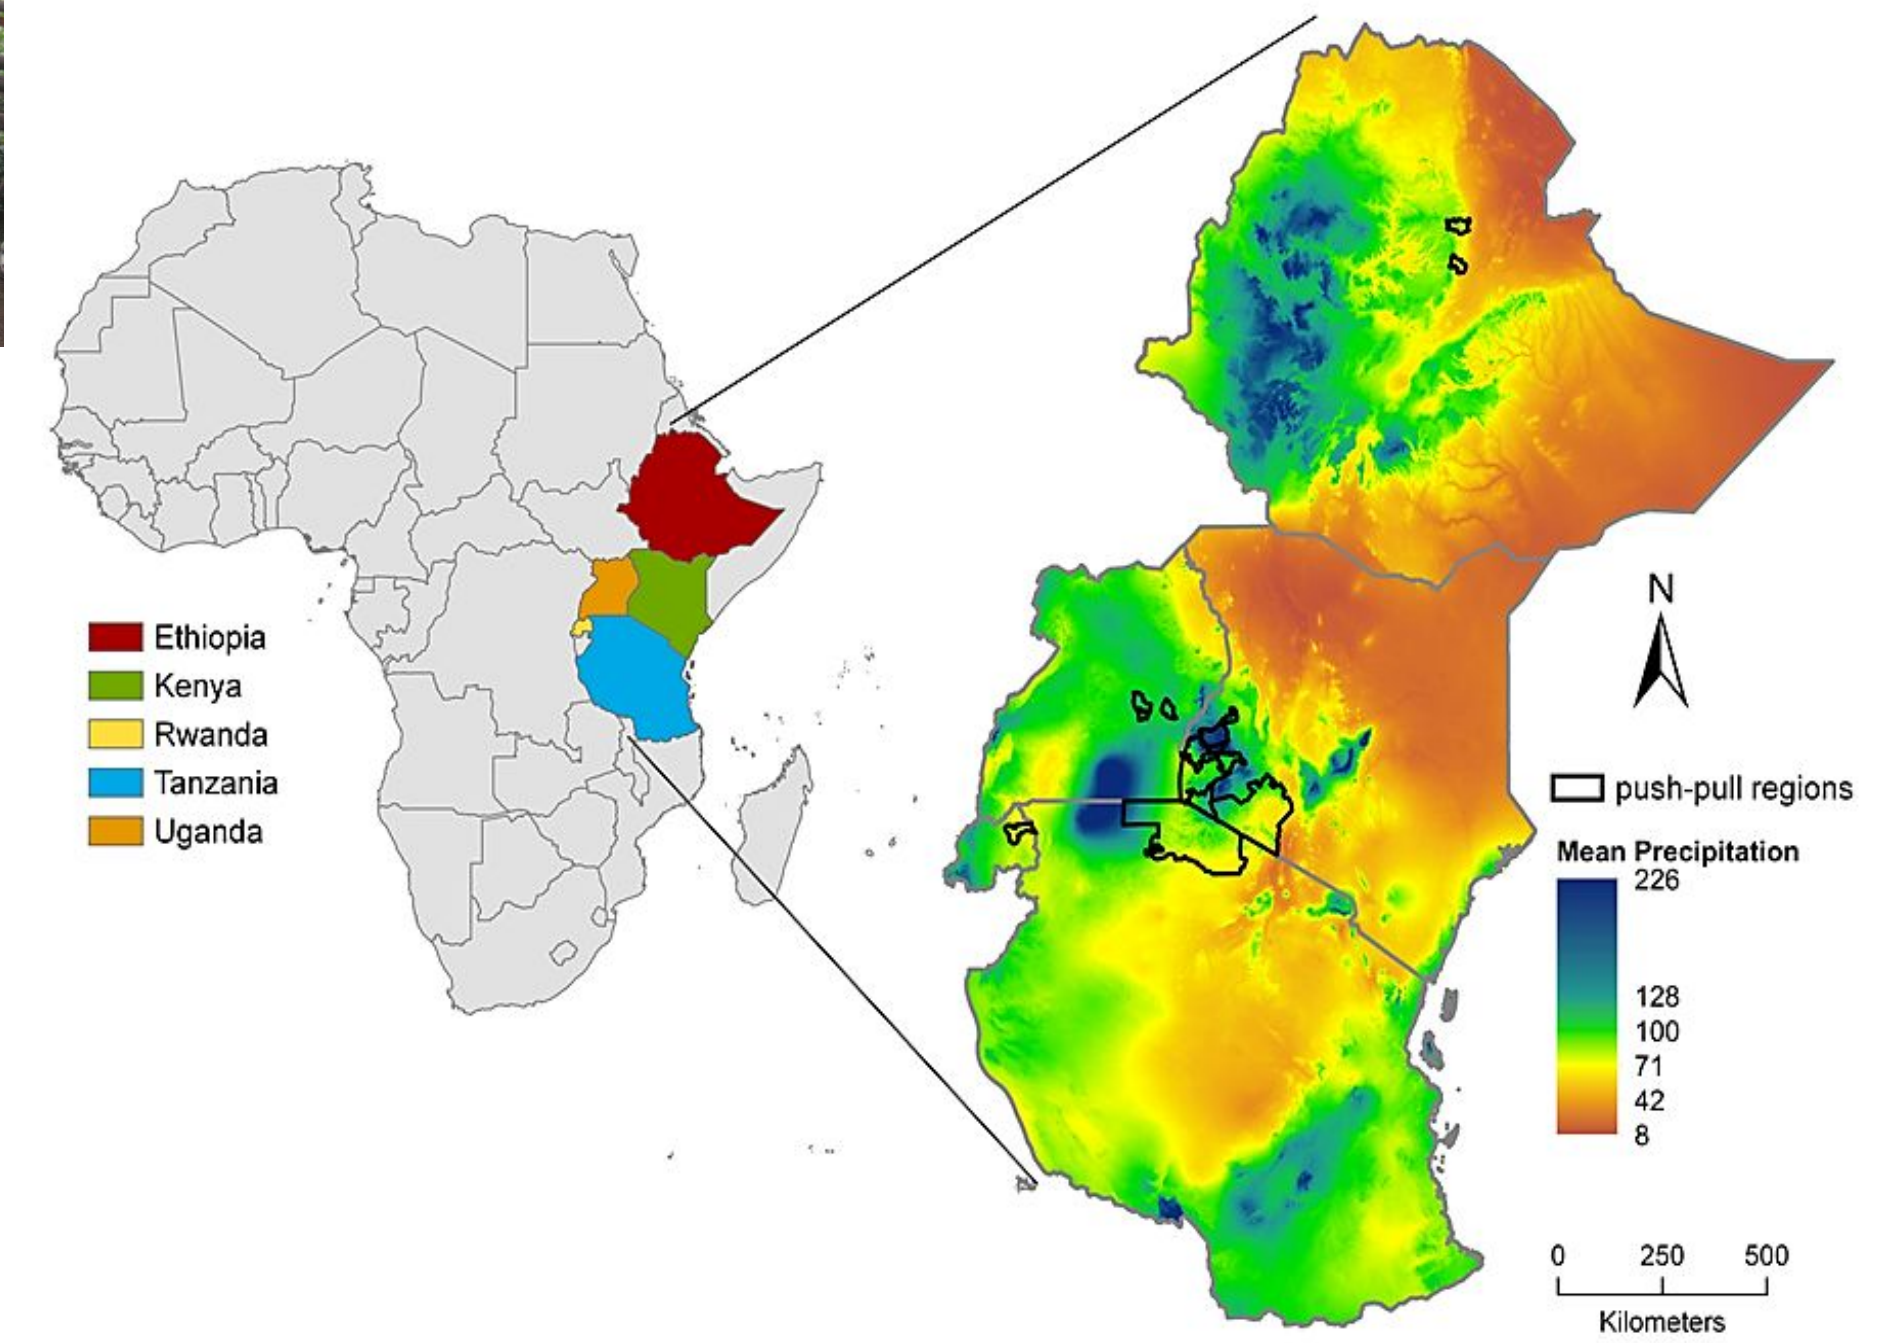 Ethiopia
Kenya
Rwanda
Tanzania
Uganda
N
push-pull regions
Mean Precipitation
226
128
100
71
42
8
0 250 500
Kilometers